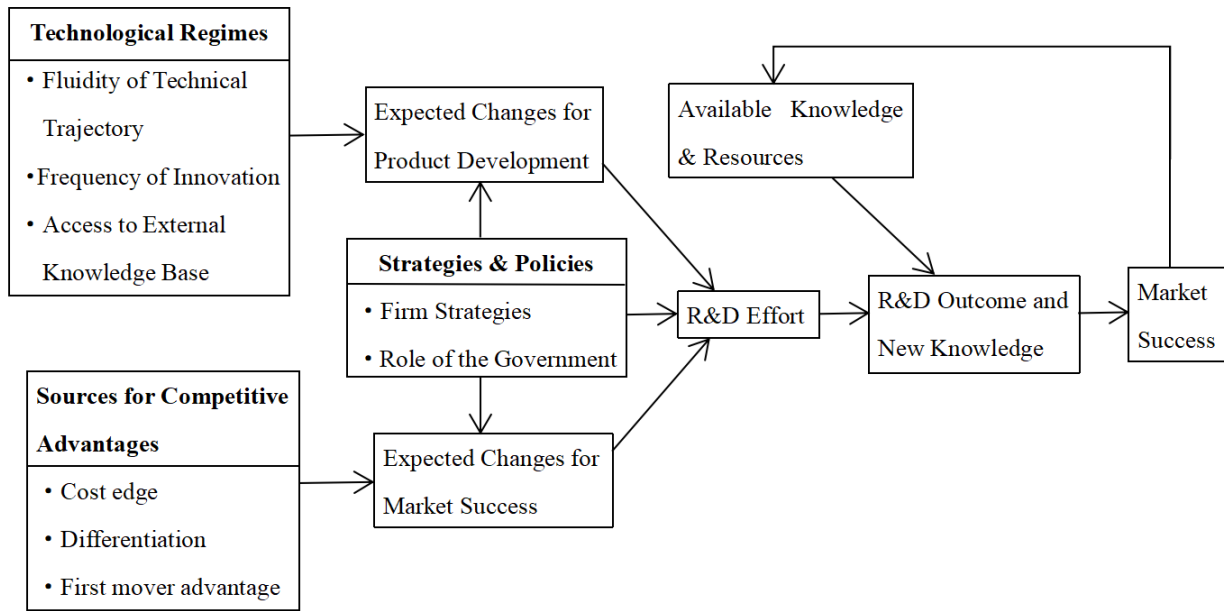 Technological Regimes
・Fluidity of Technical
Trajectory
・Frequency of Innovation
・Access to External
Knowledge Base
Expected Changes for
Product Development
Available Knowledge
& Resources
Strategies & Policies
・Firm Strategies
・Role of the Government
R&D Effort
R&D Outcome and
New Knowledge
Market
Success
Sources for Competitive
Advantages
・Cost edge
・Differentiation
・First mover advantage
Expected Changes for
Market Success